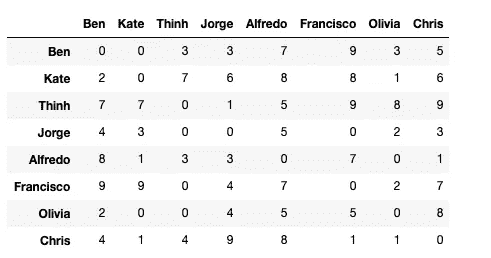 Ben Kate Thinh Jorge Alfredo Francisco Olivia Chris
Ben 0 0 3 3 7 9 3 5
Kate 2 0 7 6 8 8 1 6
Thinh 7 7 0 1 5 9 8 9
Jorge 4 3 0 0 5 0 2 3
Alfredo 8 1 3 3 0 7 0 1
Francisco 9 9 0 4 7 0 2 7
Olivia 2 0 0 4 5 5 0 8
Chris 4 1 4 9 8 1 1 0